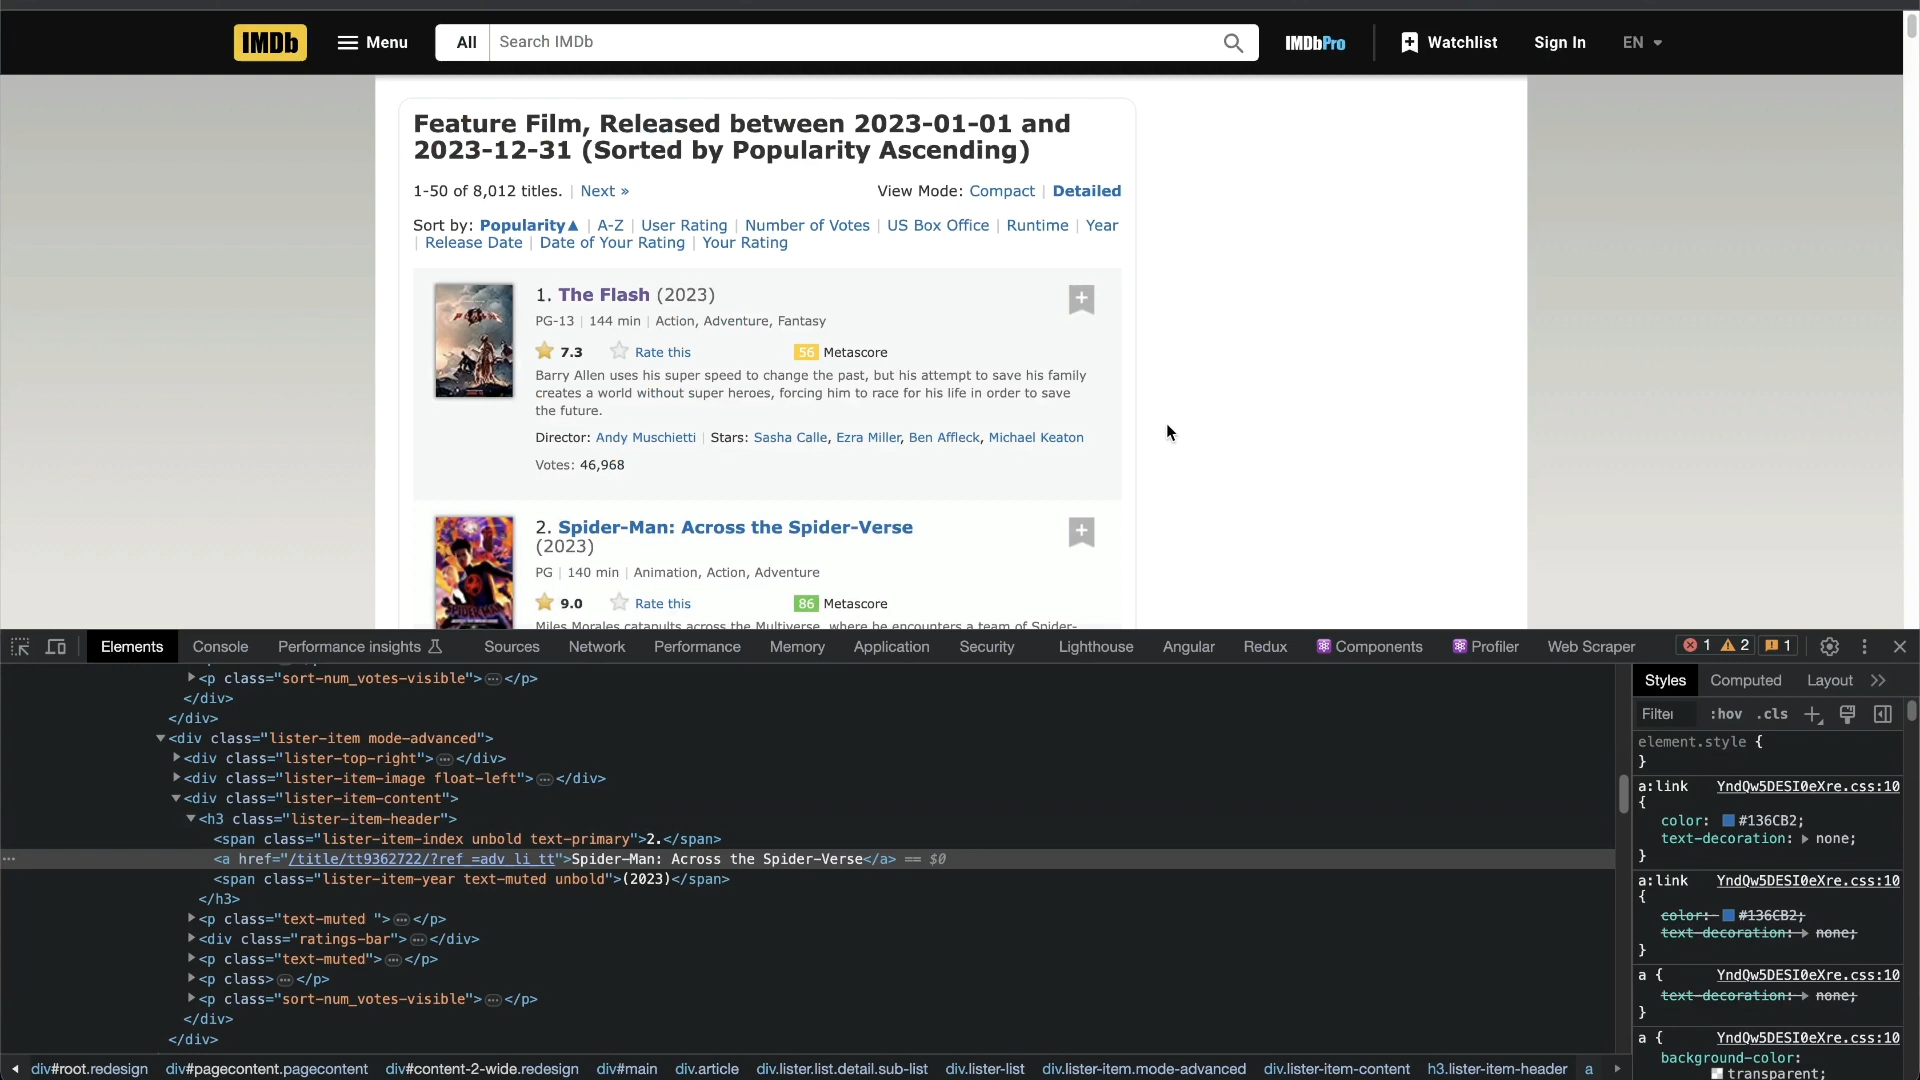 IMDb Menu All Search IMDb IMDbPro Watchlist Sign In EN
Feature Film, Released between 2023-01-01 and
2023-12-31 (Sorted by Popularity Ascending)
1-50 of 8,012 titles. | Next » View Mode: Compact | Detailed
Sort by: Popularity▲ | A-Z | User Rating | Number of Votes | US Box Office | Runtime | Year
| Release Date | Date of Your Rating | Your Rating
1. The Flash (2023)
PG-13 | 144 min | Action, Adventure, Fantasy
7.3 Rate this 56 Metascore
Barry Allen uses his super speed to change the past, but his attempt to save his family
creates a world without super heroes, forcing him to race for his life in order to save
the future.
Director: Andy Muschietti | Stars: Sasha Calle, Ezra Miller, Ben Affleck, Michael Keaton
Votes: 46,968
2. Spider-Man: Across the Spider-Verse
(2023)
PG | 140 min | Animation, Action, Adventure
9.0 Rate this 86 Metascore
Miles Morales catapults across the Multiverse, where he encounters a team of Spider-
Elements Console Performance insights Sources Network Performance Memory Application Security Lighthouse Angular Redux Components Profiler Web Scraper 1 2 1
<p class="sort-num_votes-visible">…</p>
</div>
</div>
<div class="lister-item mode-advanced">
<div class="lister-top-right">…</div>
<div class="lister-item-image float-left">…</div>
<div class="lister-item-content">
<h3 class="lister-item-header">
<span class="lister-item-index unbold text-primary">2.</span>
<a href="/title/tt9362722/?ref_=adv_li_tt">Spider-Man: Across the Spider-Verse</a> == $0
<span class="lister-item-year text-muted unbold">(2023)</span>
</h3>
<p class="text-muted ">…</p>
<div class="ratings-bar">…</div>
<p class="text-muted">…</p>
<p class>…</p>
<p class="sort-num_votes-visible">…</p>
</div>
</div>
div#root.redesign div#pagecontent.pagecontent div#content-2-wide.redesign div#main div.article div.lister.list.detail.sub-list div.lister-list div.lister-item.mode-advanced div.lister-item-content h3.lister-item-header a
Styles Computed Layout »
Filter :hov .cls
element.style {
}
a:link YndQw5DESI0eXre.css:10
{
color: #136CB2;
text-decoration: none;
}
a:link YndQw5DESI0eXre.css:10
{
color: #136CB2;
text-decoration: none;
}
a { YndQw5DESI0eXre.css:10
text-decoration: none;
}
a { YndQw5DESI0eXre.css:10
background-color:
transparent;